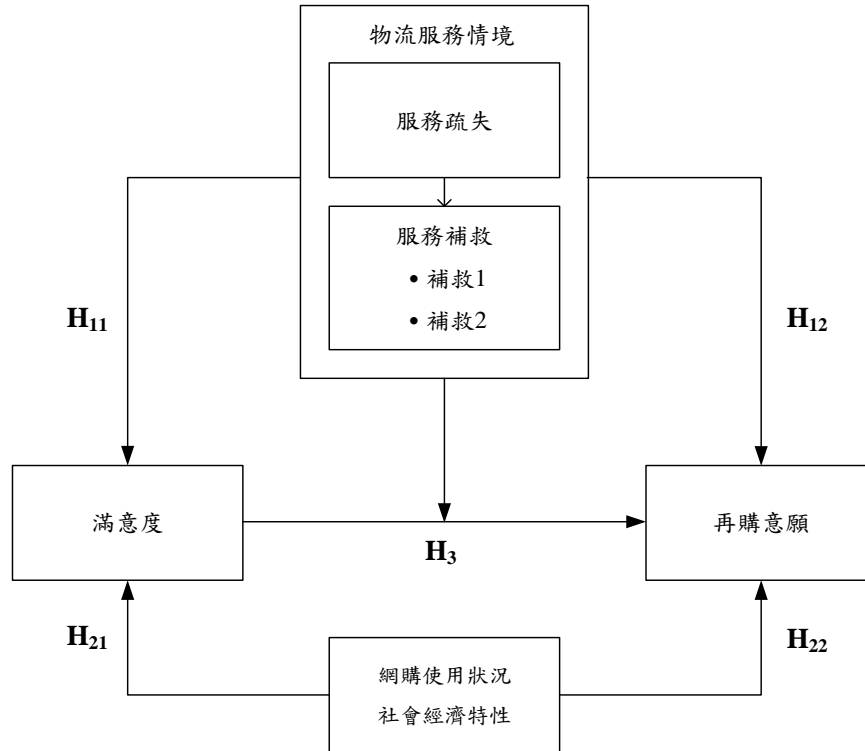 物流服務情境
服務疏失
服務補救
• 補救1
• 補救2
H11
H12
滿意度
再購意願
H3
H21
H22
網購使用狀況
社會經濟特性